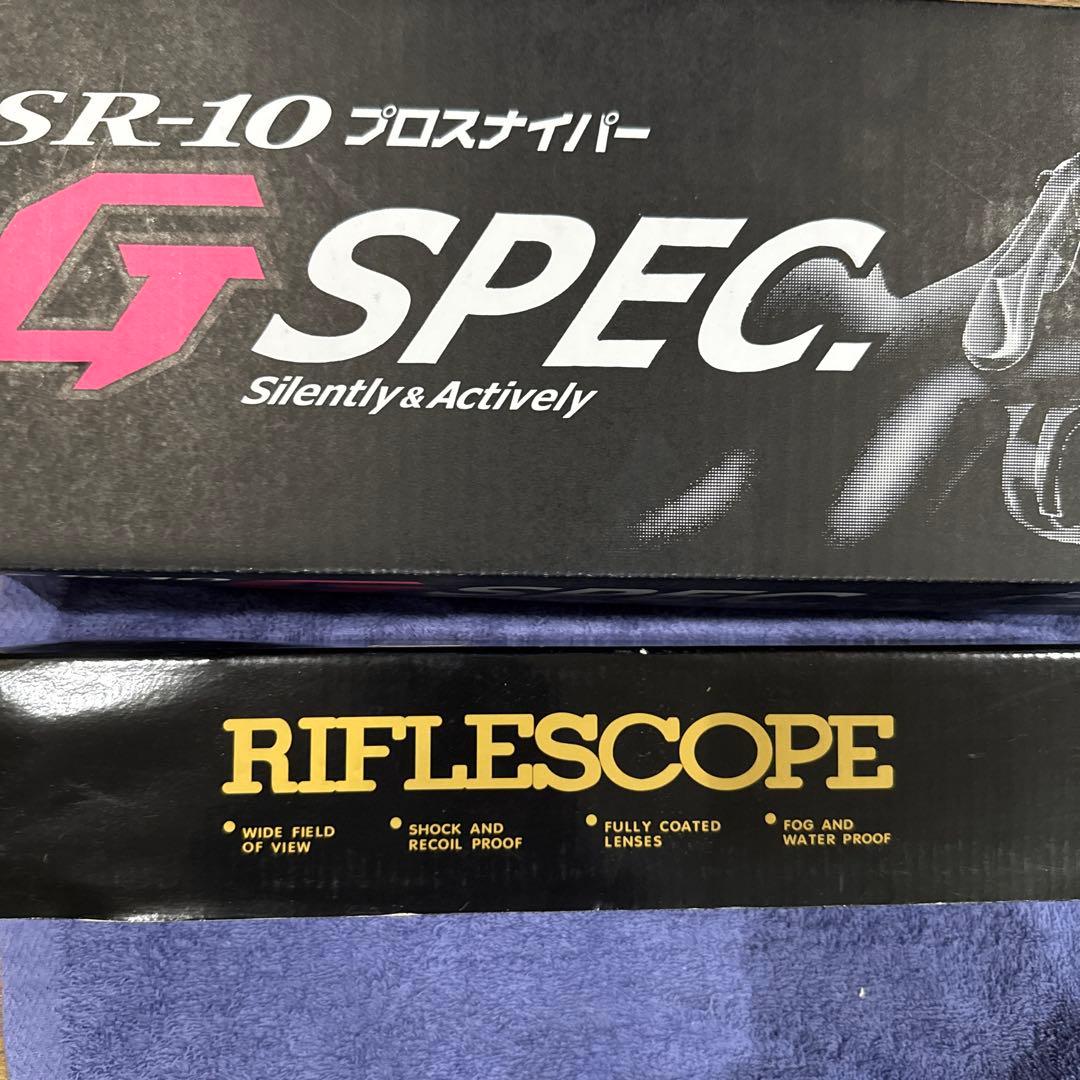 SR-10 プロスナイパー
G SPEC.
Silently & Actively
SPEC.
RIFLESCOPE
• WIDE FIELD OF VIEW
• SHOCK AND RECOIL PROOF
• FULLY COATED LENSES
• FOG AND WATER PROOF